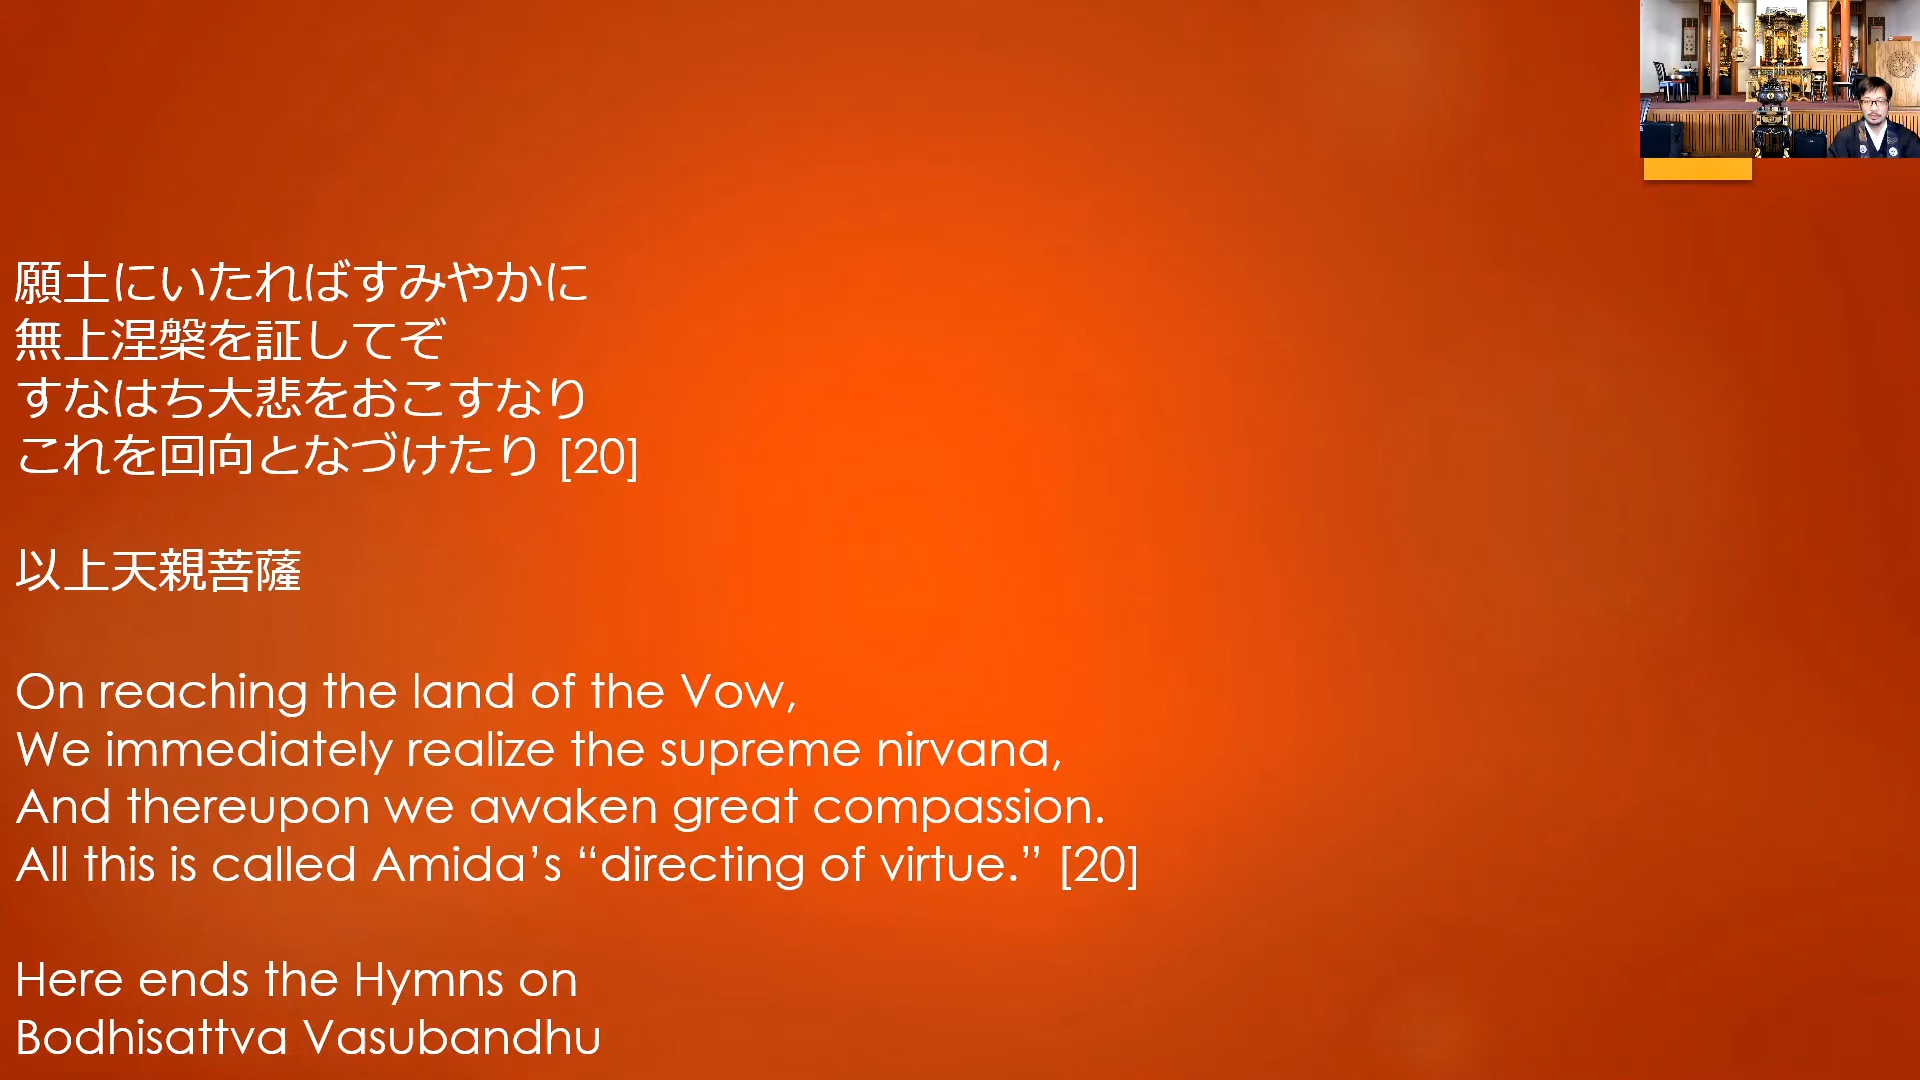 願土にいたればすみやかに
無上涅槃を証してぞ
すなはち大悲をおこすなり
これを回向となづけたり [20]
以上天親菩薩
On reaching the land of the Vow,
We immediately realize the supreme nirvana,
And thereupon we awaken great compassion.
All this is called Amida’s “directing of virtue.” [20]
Here ends the Hymns on
Bodhisattva Vasubandhu